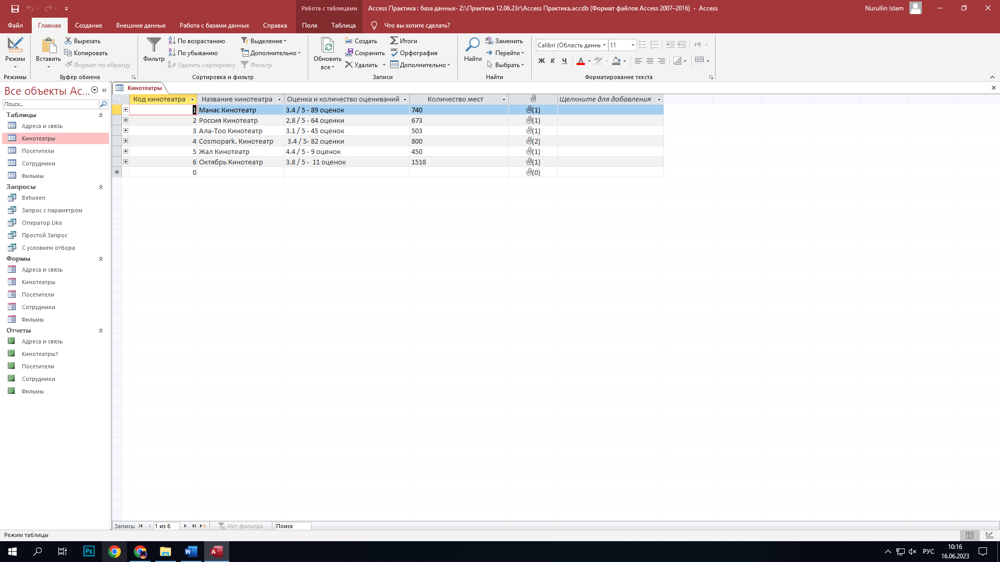 Работа с таблицами
Access Практика : база данных- Z:\Практика 12.06.23г\Access Практика.accdb (Формат файлов Access 2007–2016) - Access
Nurullin Islam
Файл Главная Создание Внешние данные Работа с базами данных Справка Поля Таблица Что вы хотите сделать?
Режим
Режимы
Вставить
Вырезать
Копировать
Формат по образцу
Буфер обмена
Фильтр
По возрастанию
По убыванию
Удалить сортировку
Выделение
Дополнительно
Фильтр
Сортировка и фильтр
Обновить
все
Создать
Сохранить
Удалить
Итоги
Орфография
Дополнительно
Записи
Найти
Заменить
Перейти
Выбрать
Найти
Calibri (Область даннь 11
Ж К Ч
Форматирование текста
Все объекты Ac...
Поиск...
Таблицы
Адреса и связь
Кинотеатры
Посетители
Сотрудники
Фильмы
Запросы
Between
Запрос с параметром
Оператор Like
Простой Запрос
С условием отбора
Формы
Адреса и связь
Кинотеатры
Посетители
Сотрудники
Фильмы
Отчеты
Адреса и связь
Кинотеатры1
Посетители
Сотрудники
Фильмы
Кинотеатры
Код кинотеатра Название кинотеатра Оценка и количество оцениваний Количество мест Щелкните для добавления
1 Манас Кинотеатр 3.4 / 5 - 89 оценок 740 (1)
2 Россия Кинотеатр 2.8 / 5 - 64 оценки 673 (1)
3 Ала-Тоо Кинотеатр 3.1 / 5 - 45 оценок 503 (1)
4 Cosmopark. Кинотеатр 3.4 / 5- 82 оценки 800 (2)
5 Жал Кинотеатр 4.4 / 5 - 9 оценок 450 (1)
6 Октябрь Кинотеатр 3.8 / 5 - 11 оценок 1518 (1)
0 (0)
Запись: 1 из 6 Нет фильтра Поиск
Режим таблицы
РУС
10:16
16.06.2023